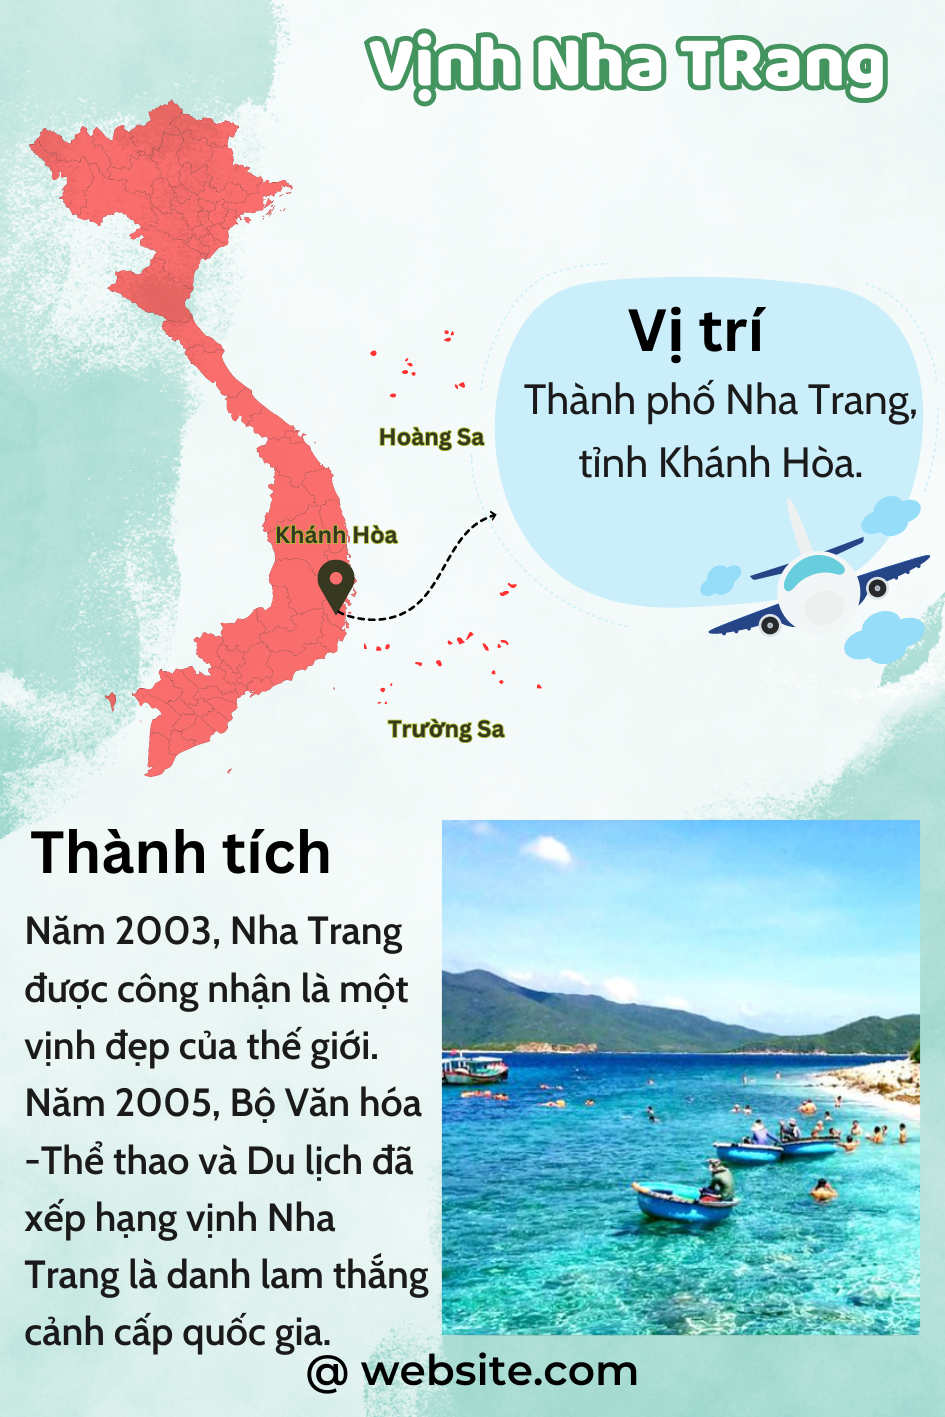 Vịnh Nha TRang
Vị trí
Thành phố Nha Trang,
tỉnh Khánh Hòa.
Hoàng Sa
Khánh Hòa
Trường Sa
Thành tích
Năm 2003, Nha Trang
được công nhận là một
vịnh đẹp của thế giới.
Năm 2005, Bộ Văn hóa
-Thể thao và Du lịch đã
xếp hạng vịnh Nha
Trang là danh lam thắng
cảnh cấp quốc gia.
@ website.com